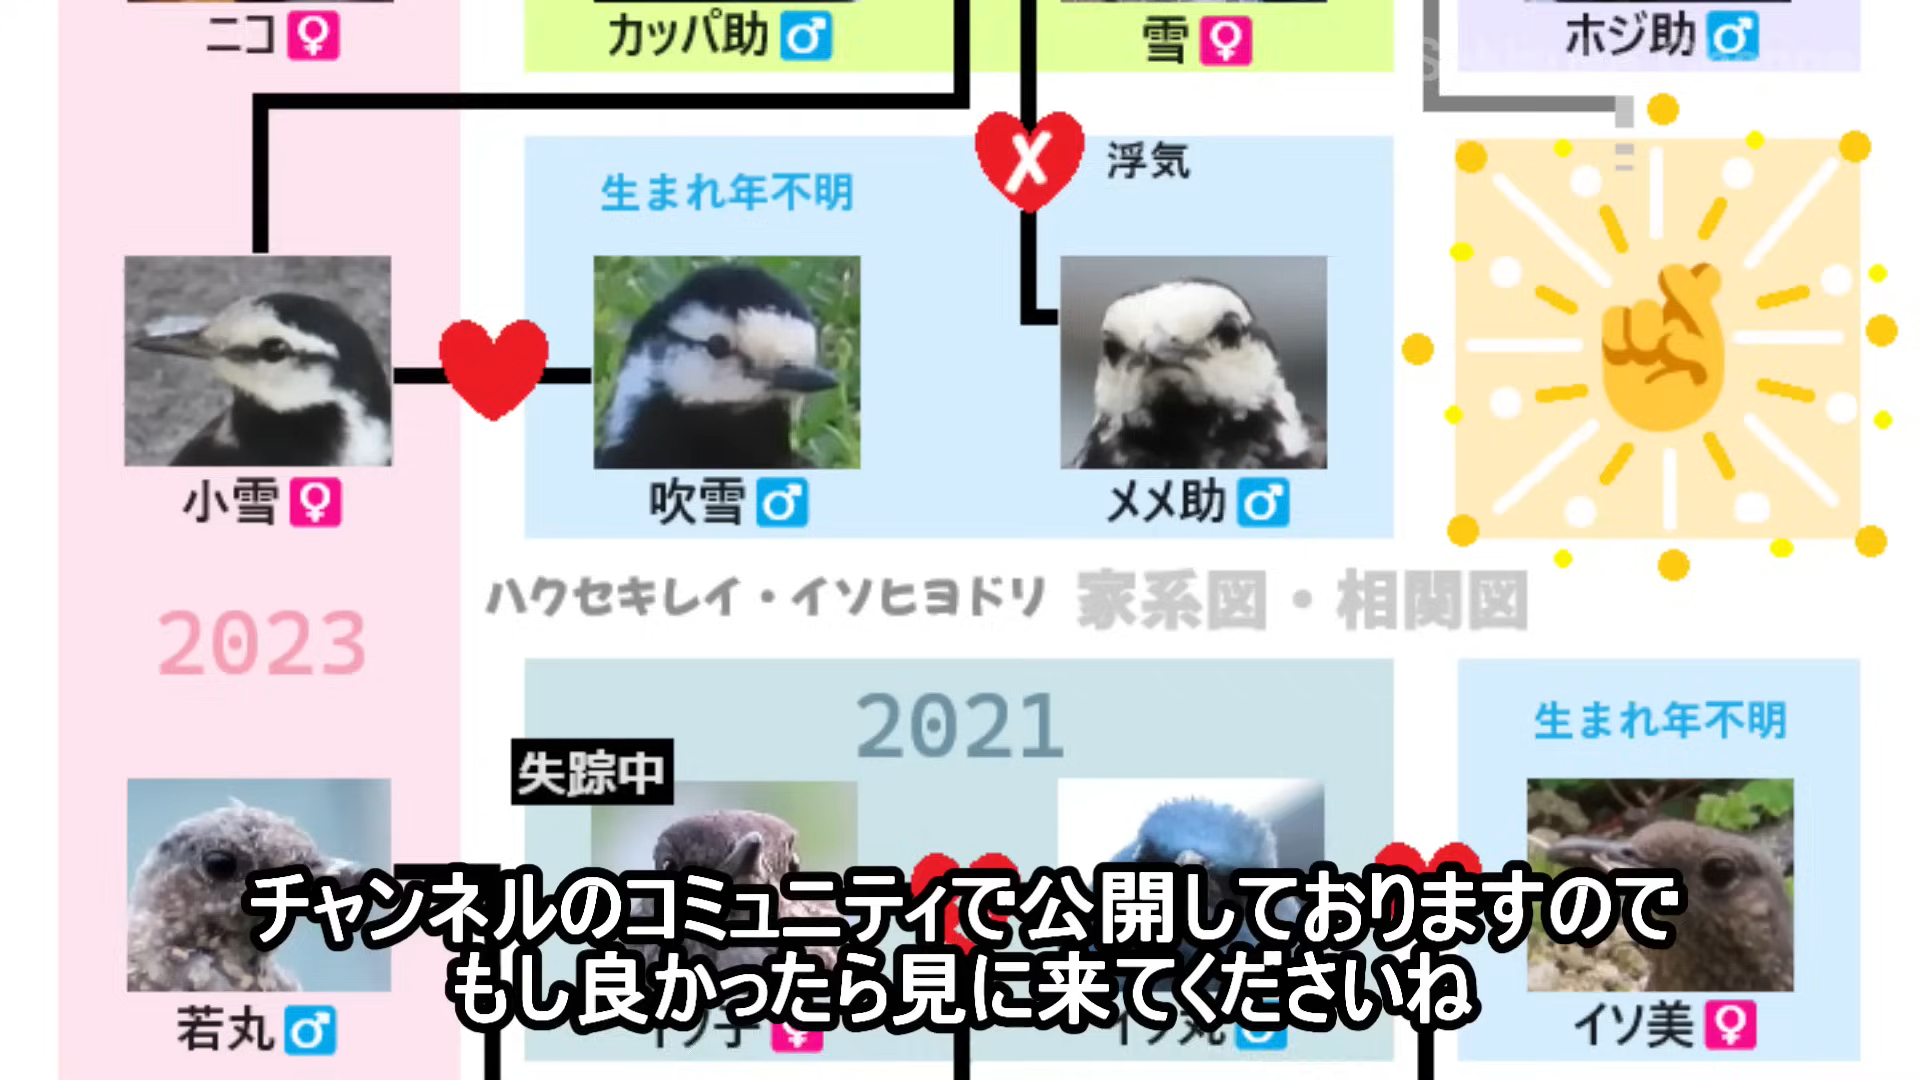 ニコ♀
カッパ助♂
雪♀
ホジ助♂
浮気
生まれ年不明
小雪♀
吹雪♂
メメ助♂
ハクセキレイ・イソヒヨドリ 家系図・相関図
2023
2021
生まれ年不明
失踪中
チャンネルのコミュニティで公開しておりますので
もし良かったら見に来てくださいね
若丸♂
イソ美♀